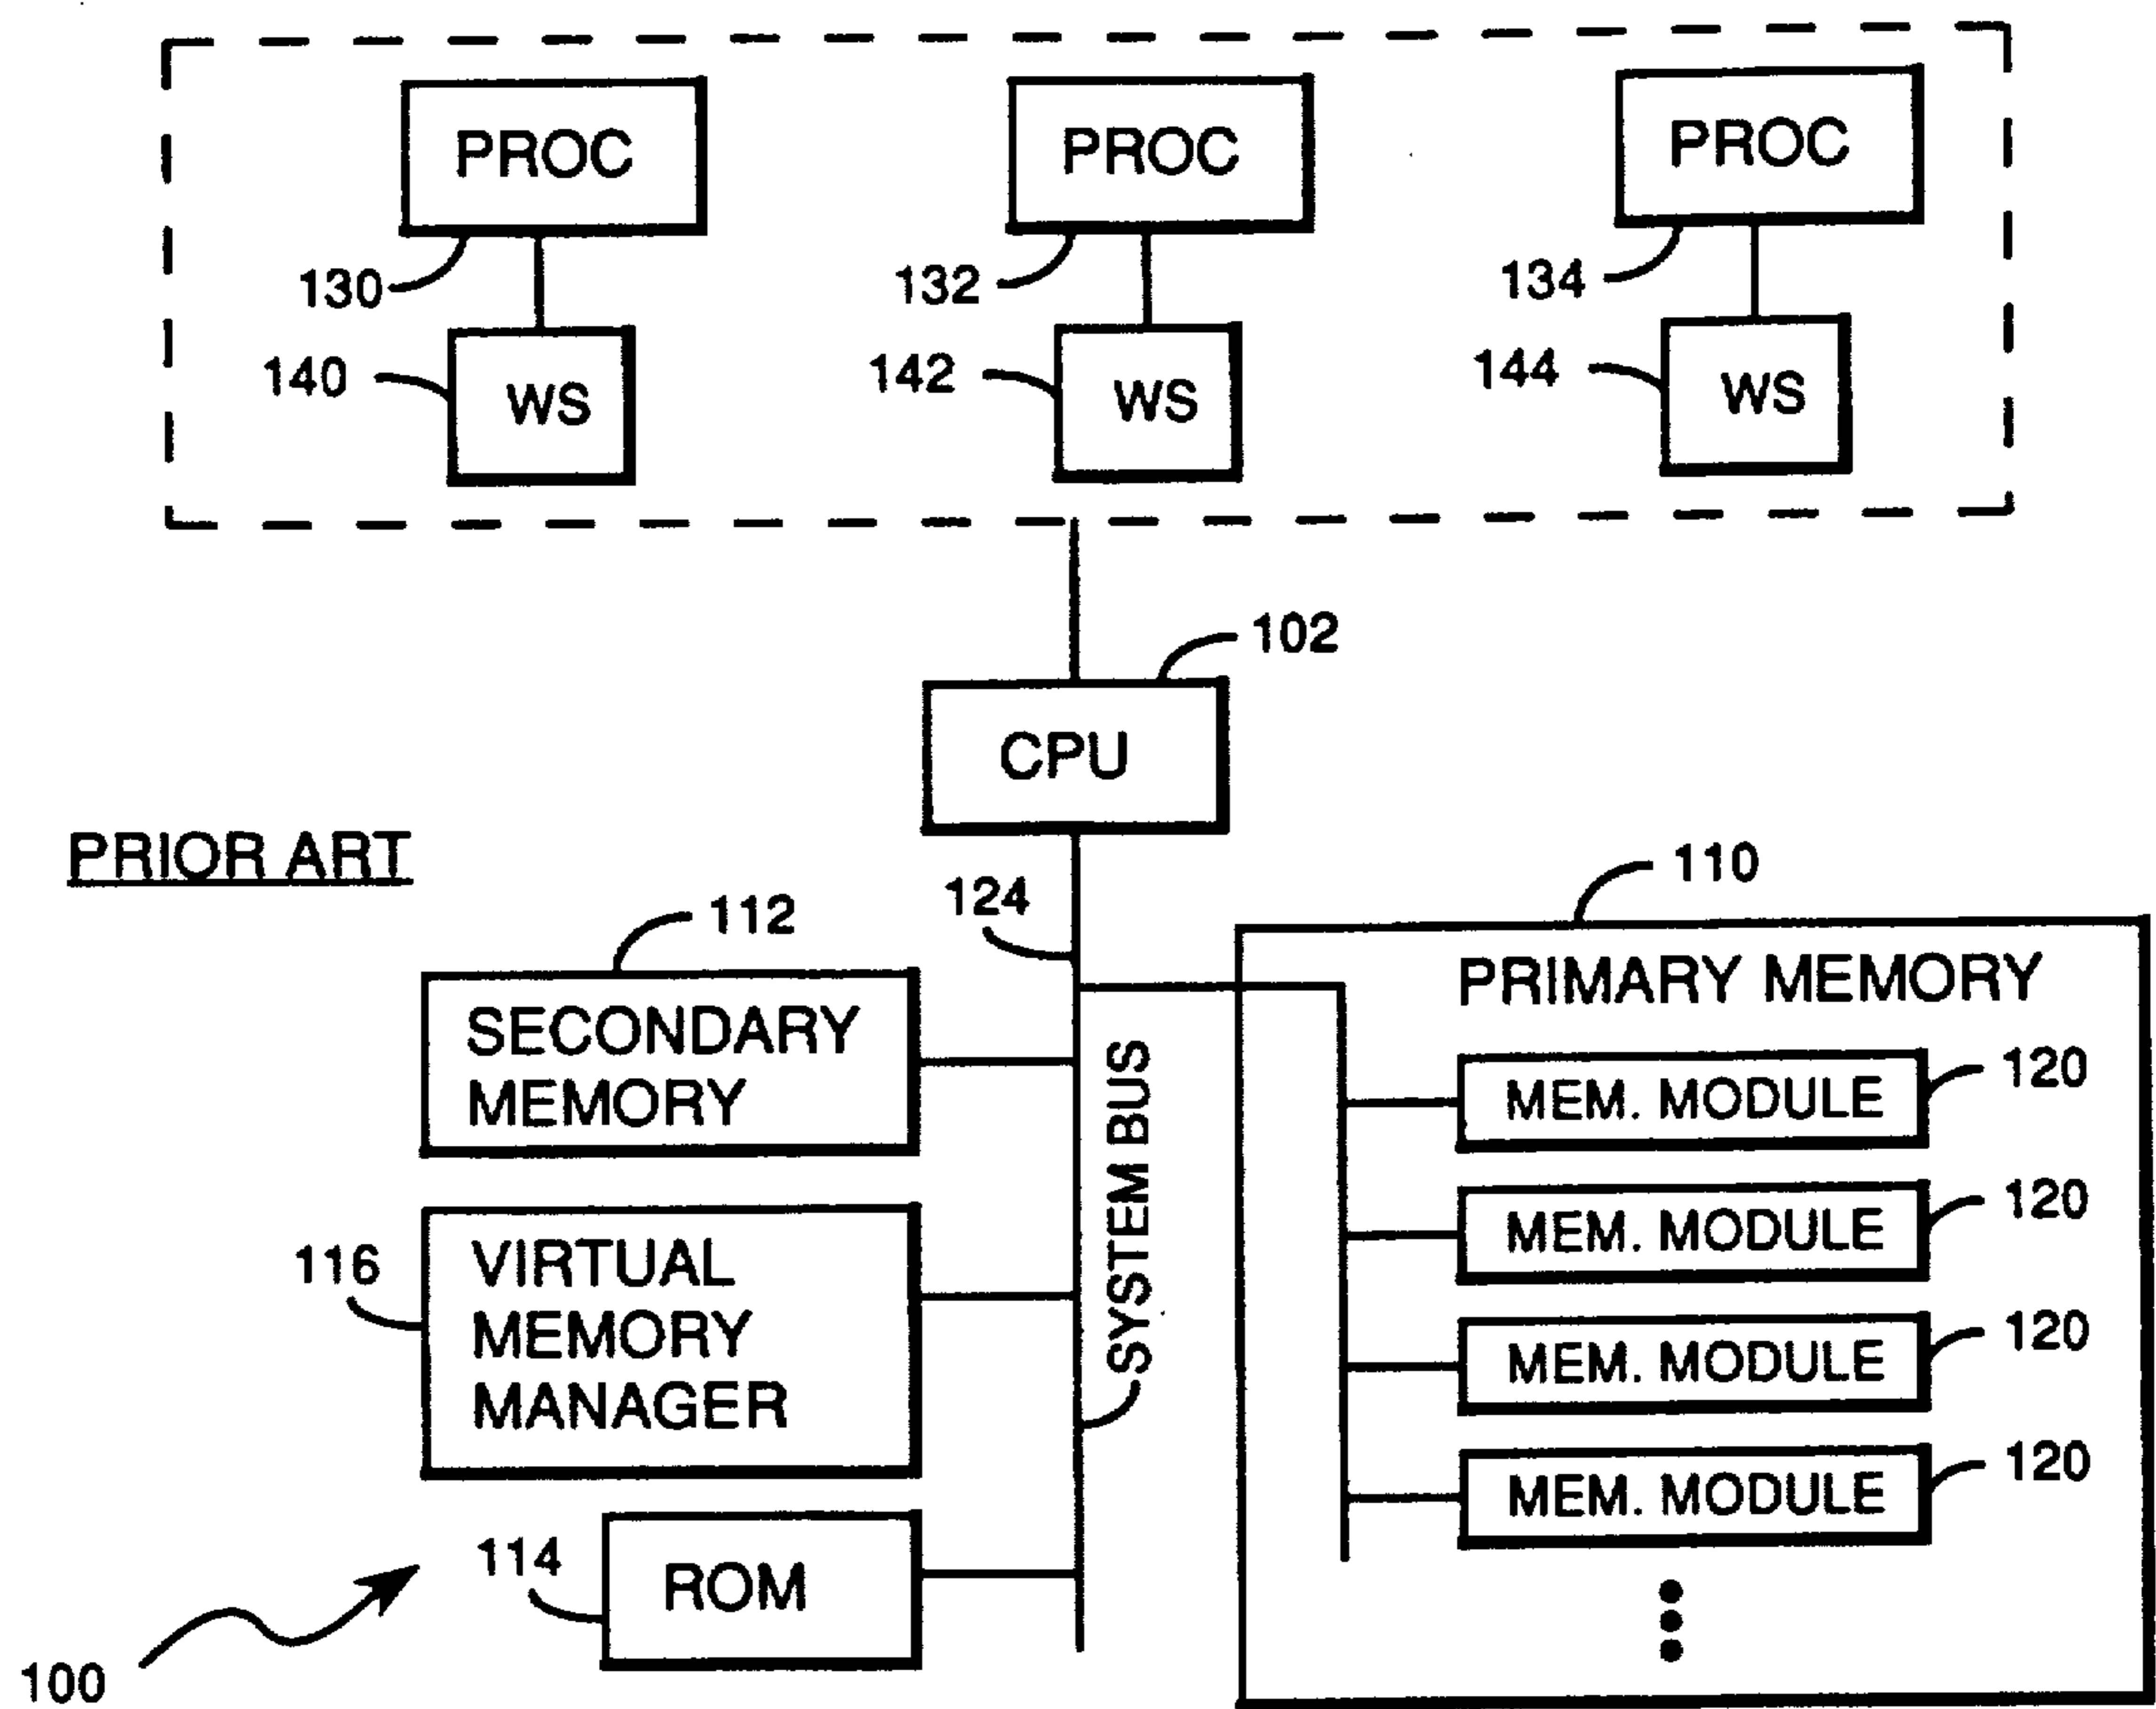 PROC
PROC
PROC
130
132
134
140
WS
142
WS
144
WS
102
CPU
PRIOR ART
124
110
112
SECONDARY
MEMORY
PRIMARY MEMORY
SYSTEM BUS
MEM. MODULE
120
MEM. MODULE
120
MEM. MODULE
120
MEM. MODULE
120
116
VIRTUAL
MEMORY
MANAGER
114
ROM
100